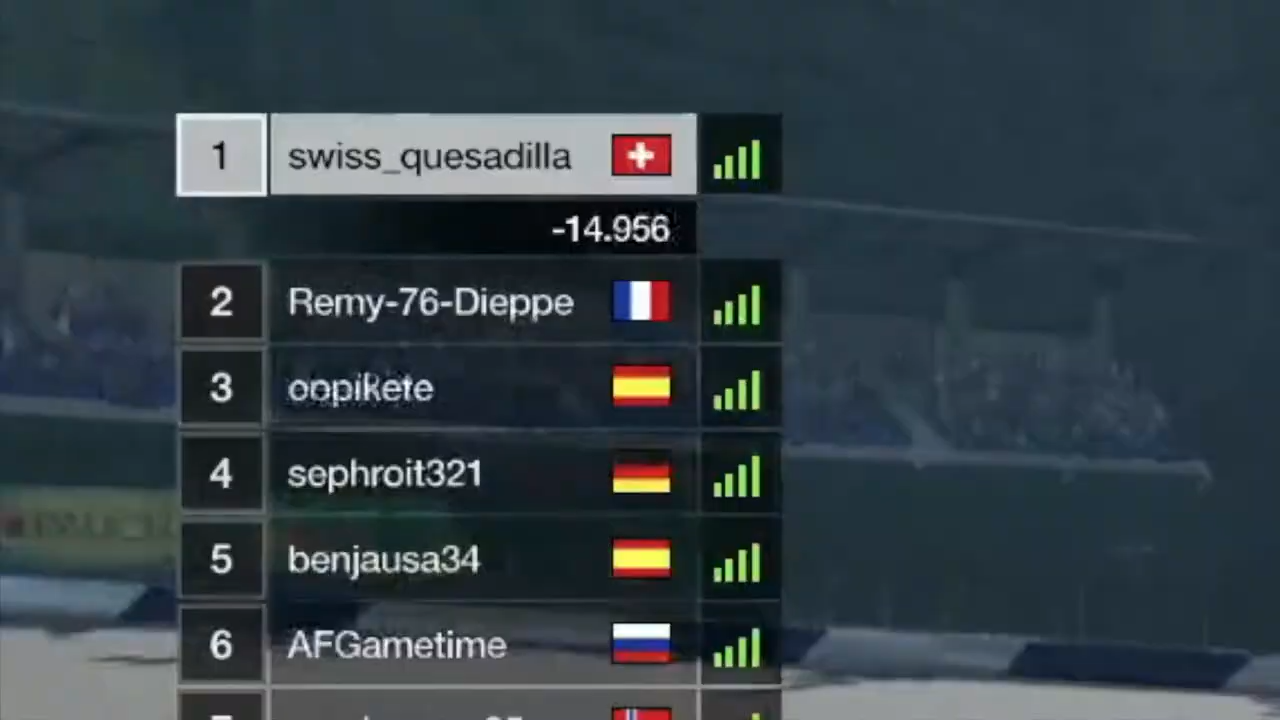 1 swiss_quesadilla
-14.956
2 Remy-76-Dieppe
3 oopikete
4 sephroit321
5 benjausa34
6 AFGametime